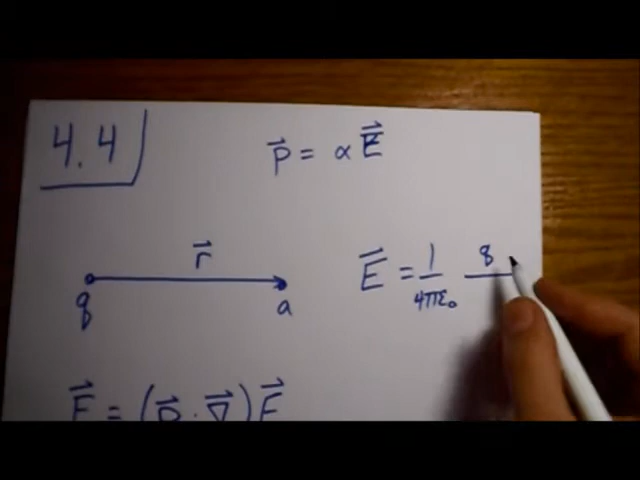 4.4
p⃗ = α E⃗
r⃗
q a
E⃗ = 1/4πε₀ q
F⃗ = (p⃗ · ∇⃗) E⃗